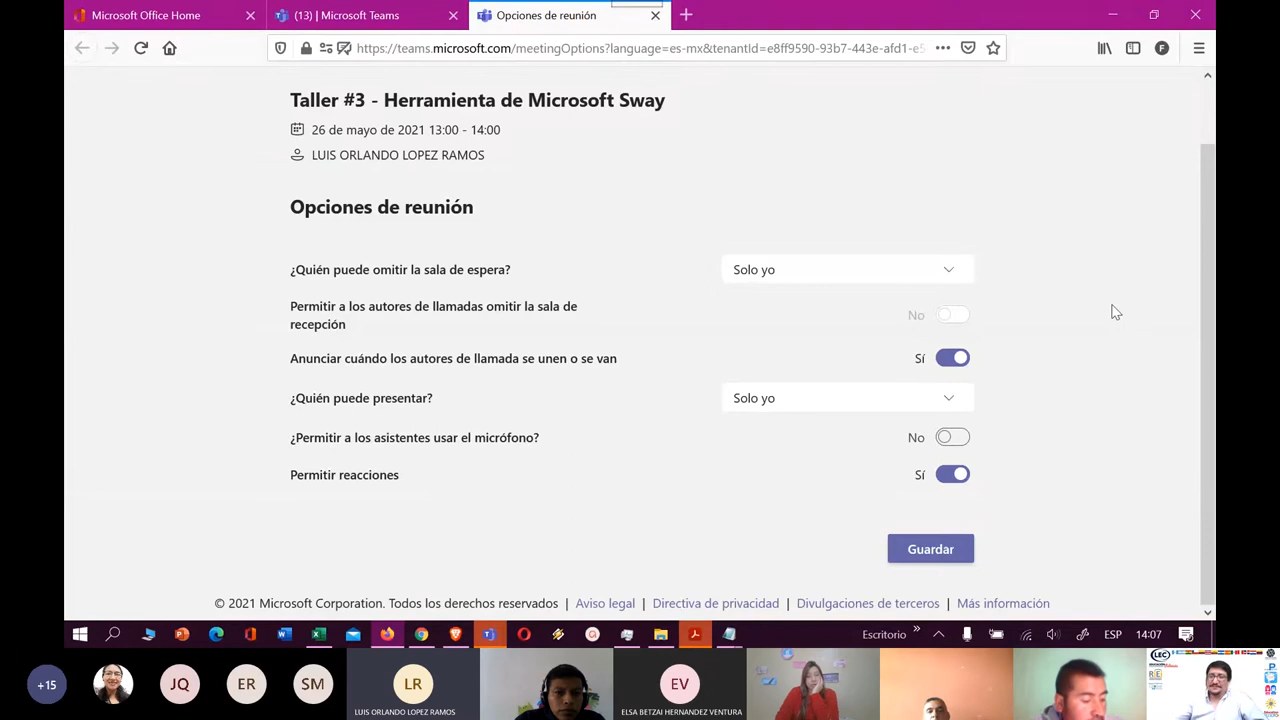 Microsoft Office Home
(13) | Microsoft Teams
Opciones de reunión
https://teams.microsoft.com/meetingOptions?language=es-mx&tenantId=e8ff9590-93b7-443e-afd1-e5
F
Taller #3 - Herramienta de Microsoft Sway
26 de mayo de 2021 13:00 - 14:00
LUIS ORLANDO LOPEZ RAMOS
Opciones de reunión
¿Quién puede omitir la sala de espera?
Solo yo
Permitir a los autores de llamadas omitir la sala de
recepción
No
Anunciar cuándo los autores de llamada se unen o se van
Sí
¿Quién puede presentar?
Solo yo
¿Permitir a los asistentes usar el micrófono?
No
Permitir reacciones
Sí
Guardar
© 2021 Microsoft Corporation. Todos los derechos reservados | Aviso legal | Directiva de privacidad | Divulgaciones de terceros | Más información
Escritorio
ESP
14:07
+15
JQ
ER
SM
LR
LUIS ORLANDO LOPEZ RAMOS
EV
ELSA BETZAI HERNANDEZ VENTURA
LEC